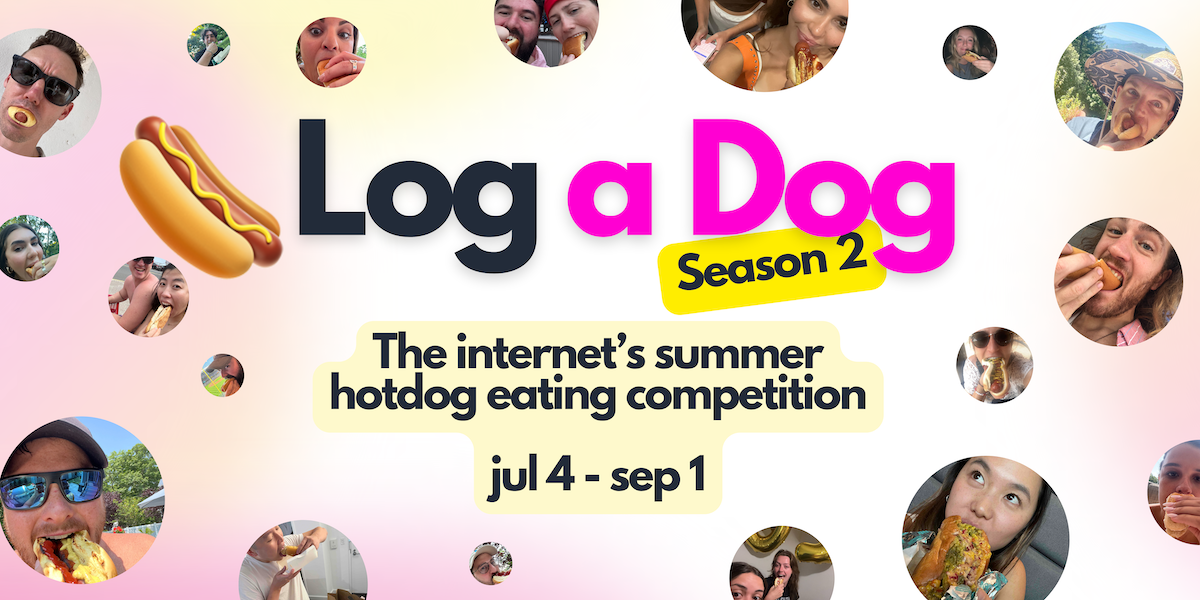 Log a Dog
Season 2
The internet’s summer
hotdog eating competition
jul 4 - sep 1